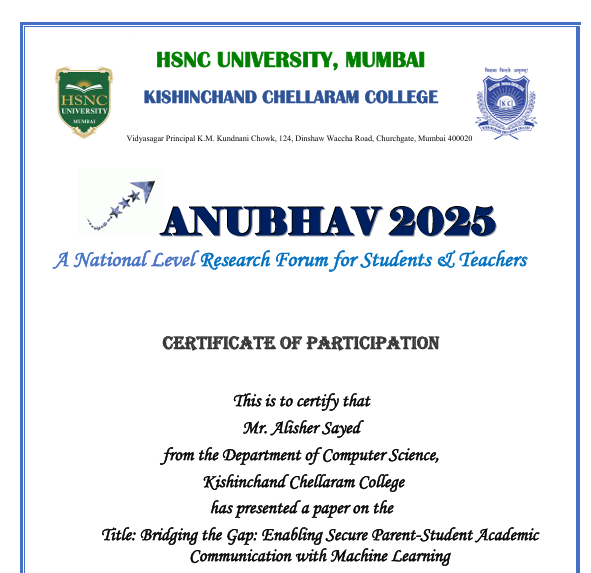 HSNC UNIVERSITY, MUMBAI
KISHINCHAND CHELLARAM COLLEGE
HSNC
UNIVERSITY
MUMBAI
Vidyasagar Principal K.M. Kundnani Chowk, 124, Dinshaw Waccha Road, Churchgate, Mumbai 400020
ANUBHAV 2025
A National Level Research Forum for Students & Teachers
CERTIFICATE OF PARTICIPATION
This is to certify that
Mr. Alisher Sayed
from the Department of Computer Science,
Kishinchand Chellaram College
has presented a paper on the
Title: Bridging the Gap: Enabling Secure Parent-Student Academic
Communication with Machine Learning